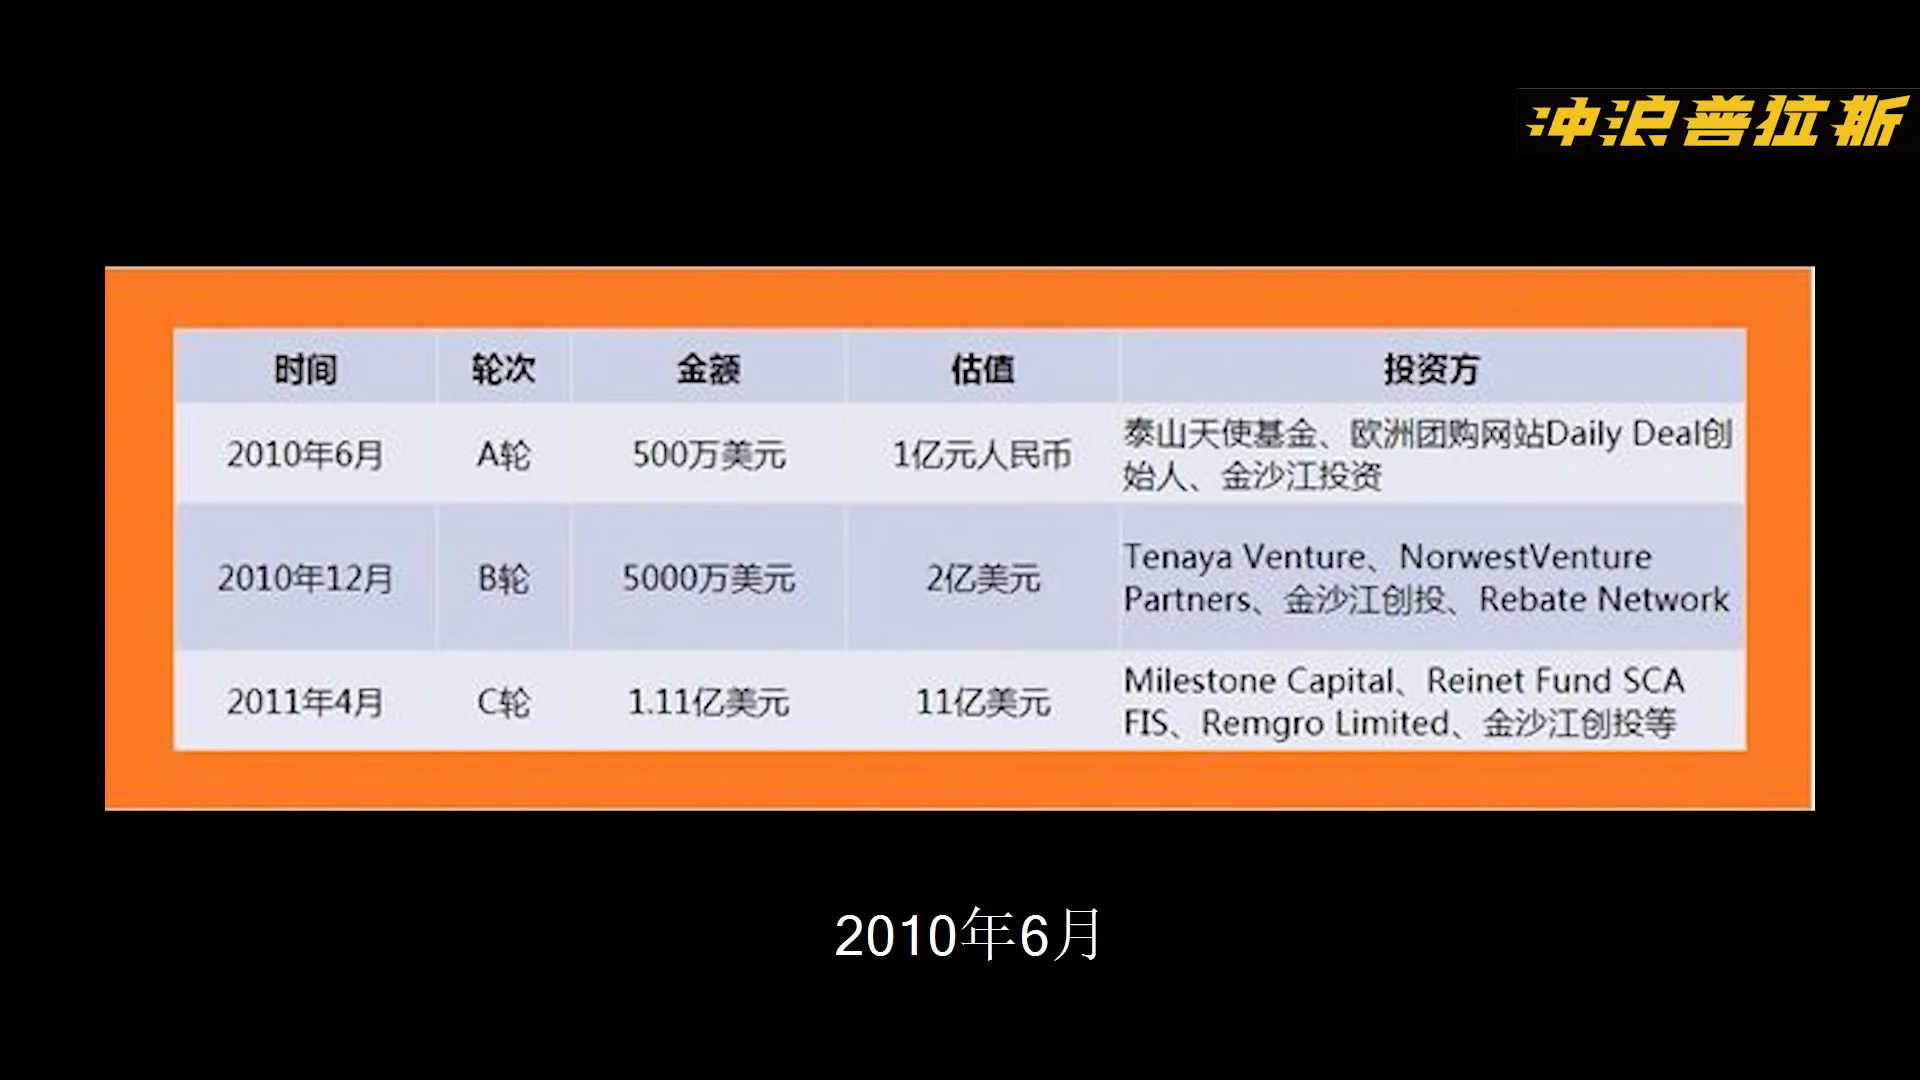 冲浪普拉斯
时间 轮次 金额 估值 投资方
2010年6月 A轮 500万美元 1亿元人民币 泰山天使基金、欧洲团购网站Daily Deal创
始人、金沙江投资
2010年12月 B轮 5000万美元 2亿美元 Tenaya Venture、NorwestVenture
Partners、金沙江创投、Rebate Network
2011年4月 C轮 1.11亿美元 11亿美元 Milestone Capital、Reinet Fund SCA
FIS、Remgro Limited、金沙江创投等
2010年6月